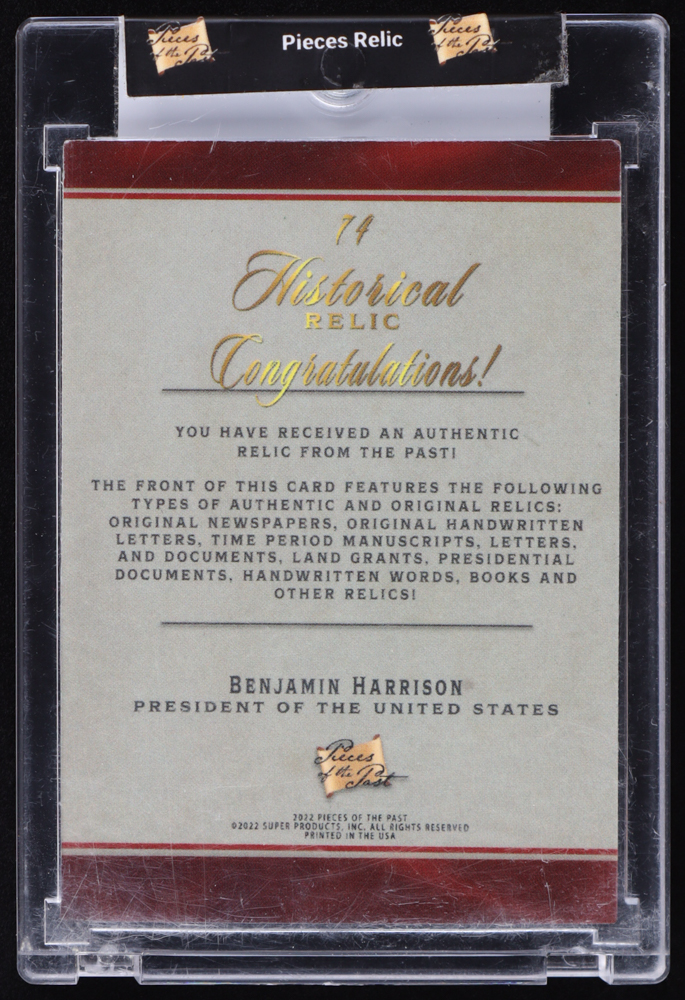 Pieces of the Past
Pieces Relic
Pieces of the Past
74
Historical
RELIC
Congratulations!
YOU HAVE RECEIVED AN AUTHENTIC
RELIC FROM THE PAST!
THE FRONT OF THIS CARD FEATURES THE FOLLOWING
TYPES OF AUTHENTIC AND ORIGINAL RELICS:
ORIGINAL NEWSPAPERS, ORIGINAL HANDWRITTEN
LETTERS, TIME PERIOD MANUSCRIPTS, LETTERS,
AND DOCUMENTS, LAND GRANTS, PRESIDENTIAL
DOCUMENTS, HANDWRITTEN WORDS, BOOKS AND
OTHER RELICS!
BENJAMIN HARRISON
PRESIDENT OF THE UNITED STATES
Pieces
of the Past
2022 PIECES OF THE PAST
©2022 SUPER PRODUCTS, INC. ALL RIGHTS RESERVED
PRINTED IN THE USA